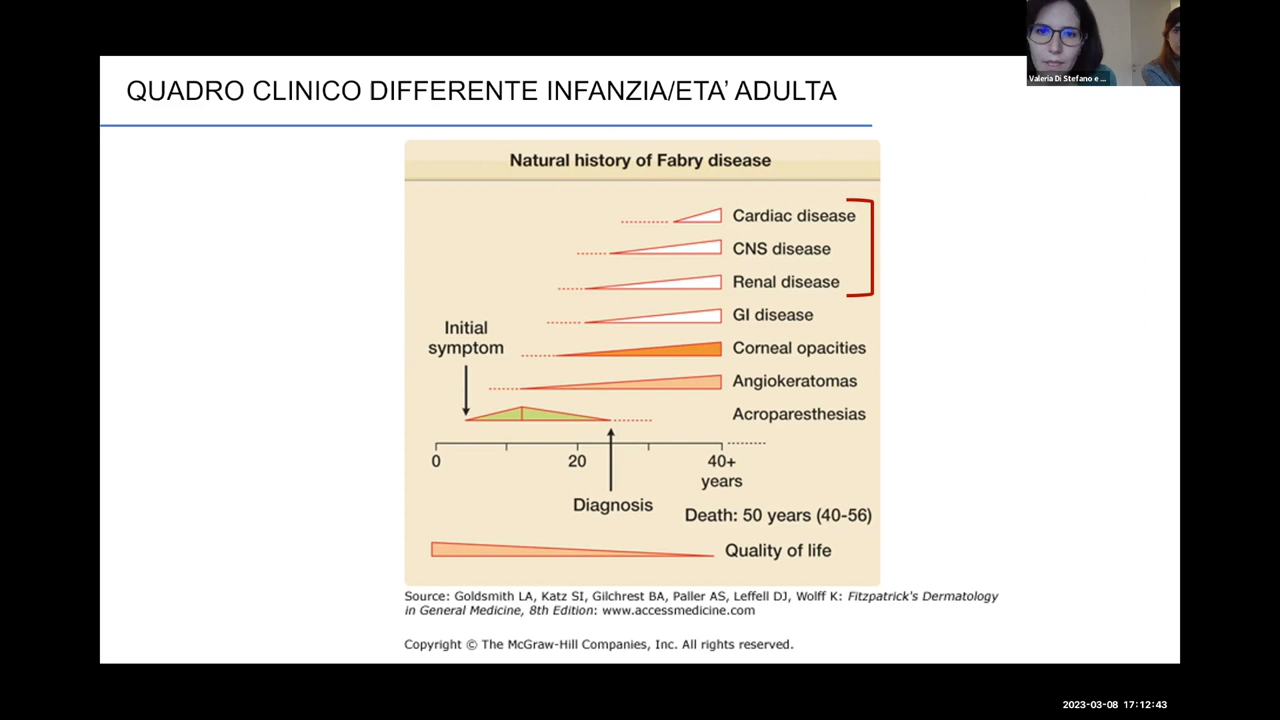 Valeria Di Stefano e ...
QUADRO CLINICO DIFFERENTE INFANZIA/ETA' ADULTA
Natural history of Fabry disease
Cardiac disease
CNS disease
Renal disease
GI disease
Initial
symptom
Corneal opacities
Angiokeratomas
Acroparesthesias
0
20
40+
years
Diagnosis
Death: 50 years (40-56)
Quality of life
Source: Goldsmith LA, Katz SI, Gilchrest BA, Paller AS, Leffell DJ, Wolff K: Fitzpatrick's Dermatology
in General Medicine, 8th Edition: www.accessmedicine.com
Copyright © The McGraw-Hill Companies, Inc. All rights reserved.
2023-03-08 17:12:43